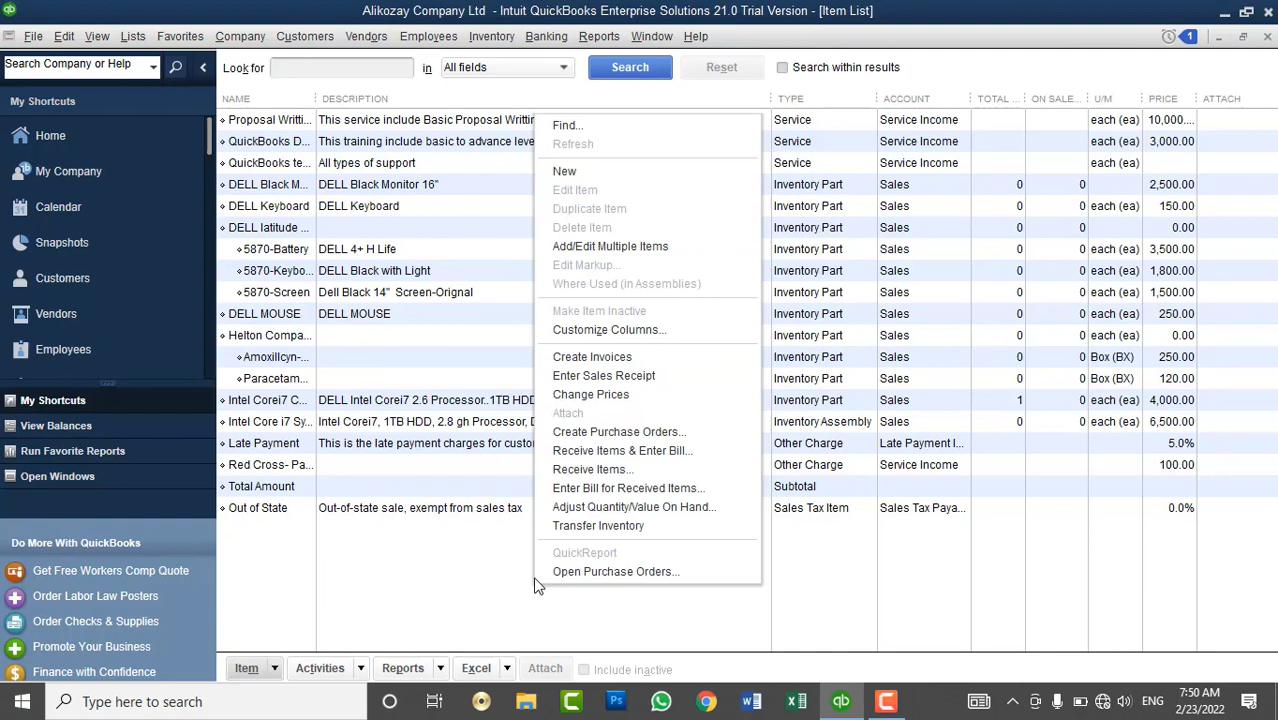 Alikozay Company Ltd - Intuit QuickBooks Enterprise Solutions 21.0 Trial Version - [Item List]
File Edit View Lists Favorites Company Customers Vendors Employees Inventory Banking Reports Window Help 1
Search Company or Help
Look for in All fields Search Reset Search within results
My Shortcuts
Home
My Company
Calendar
Snapshots
Customers
Vendors
Employees
My Shortcuts
View Balances
Run Favorite Reports
Open Windows
Do More With QuickBooks
Get Free Workers Comp Quote
Order Labor Law Posters
Order Checks & Supplies
Promote Your Business
Finance with Confidence
NAME DESCRIPTION TYPE ACCOUNT TOTAL ... ON SALE... U/M PRICE ATTACH
Proposal Writti... This service include Basic Proposal Writtin Service Service Income each (ea) 10,000....
QuickBooks D... This training include basic to advance leve Service Service Income each (ea) 3,000.00
QuickBooks te... All types of support Service Service Income each (ea)
DELL Black M... DELL Black Monitor 16" Inventory Part Sales 0 0 2,500.00
DELL Keyboard DELL Keyboard Inventory Part Sales 0 0 each (ea) 150.00
DELL latitude ... Inventory Part Sales 0 0 each (ea) 0.00
5870-Battery DELL 4+ H Life Inventory Part Sales 0 0 each (ea) 3,500.00
5870-Keybo... DELL Black with Light Inventory Part Sales 0 0 each (ea) 1,800.00
5870-Screen Dell Black 14" Screen-Orignal Inventory Part Sales 0 0 each (ea) 1,500.00
DELL MOUSE DELL MOUSE Inventory Part Sales 0 0 each (ea) 250.00
Helton Compa... Inventory Part Sales 0 0 each (ea) 0.00
Amoxillcyn-... Inventory Part Sales 0 0 Box (BX) 250.00
Paracetam... Inventory Part Sales 0 0 Box (BX) 120.00
Intel Corei7 C... DELL Intel Corei7 2.6 Processor..1TB HDD Inventory Part Sales 1 0 each (ea) 4,000.00
Intel Core i7 Sy... Intel Corei7, 1TB HDD, 2.8 gh Processor, D Inventory Assembly Sales 0 0 each (ea) 6,500.00
Late Payment This is the late payment charges for custo Other Charge Late Payment I... 5.0%
Red Cross- Pa... Other Charge Service Income 100.00
Total Amount Subtotal
Out of State Out-of-state sale, exempt from sales tax Sales Tax Item Sales Tax Paya... 0.0%
Find...
Refresh
New
Edit Item
Duplicate Item
Delete Item
Add/Edit Multiple Items
Edit Markup...
Where Used (in Assemblies)
Make Item Inactive
Customize Columns...
Create Invoices
Enter Sales Receipt
Change Prices
Attach
Create Purchase Orders...
Receive Items & Enter Bill...
Receive Items...
Enter Bill for Received Items...
Adjust Quantity/Value On Hand...
Transfer Inventory
QuickReport
Open Purchase Orders...
Item Activities Reports Excel Attach Include inactive
Type here to search
ENG
7:50 AM
2/23/2022